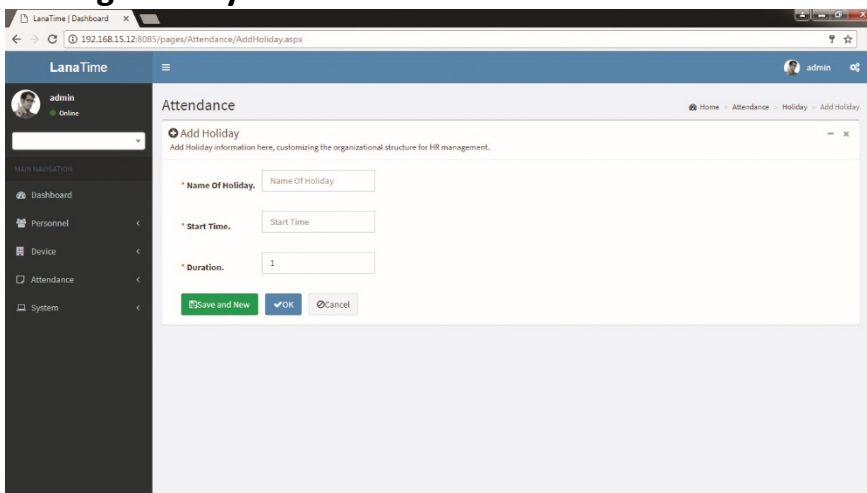 LanaTime | Dashboard
192.168.15.12:8085/pages/Attendance/AddHoliday.aspx
LanaTime
admin
admin
Online
Attendance
Home > Attendance > Holiday > Add Holiday
Add Holiday
Add Holiday information here, customizing the organizational structure for HR management.
MAIN NAVIGATION
Dashboard
Personnel
Device
Attendance
System
* Name Of Holiday.
Name Of Holiday
* Start Time.
Start Time
* Duration.
1
Save and New
OK
Cancel